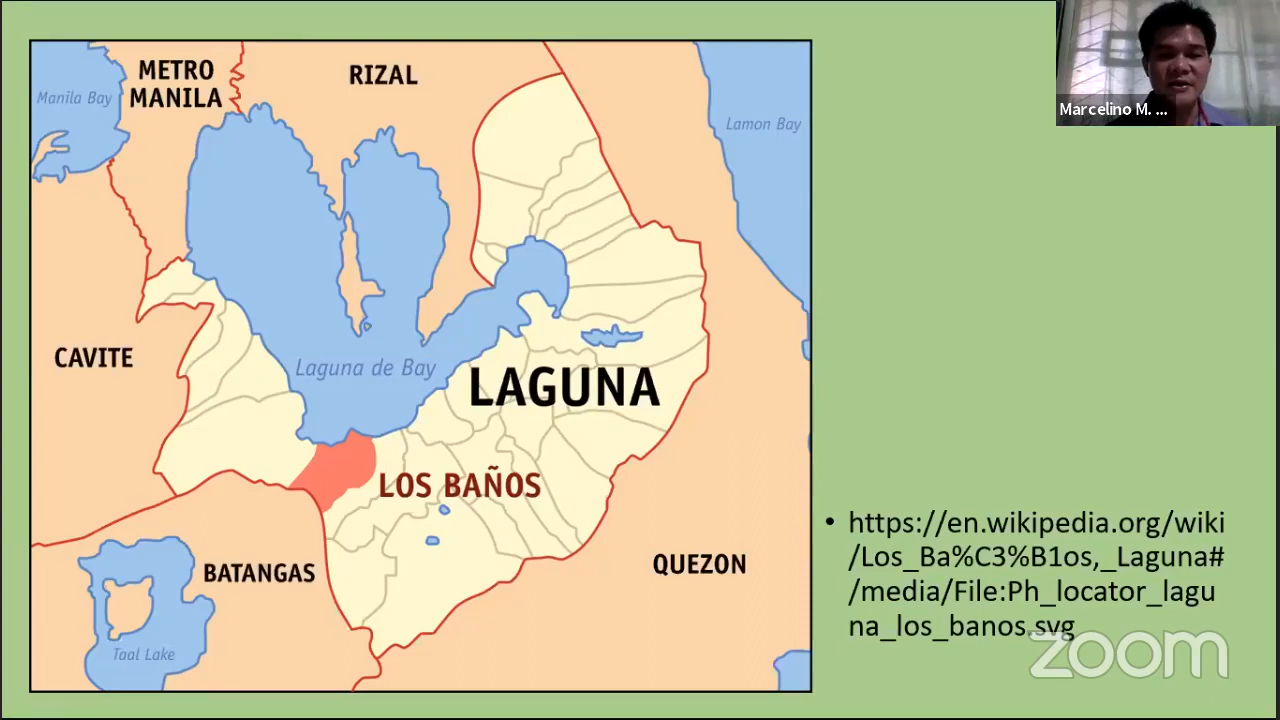 METRO
MANILA
RIZAL
Manila Bay
Lamon Bay
Marcelino M. ...
CAVITE
Laguna de Bay
LAGUNA
LOS BAÑOS
BATANGAS
QUEZON
Taal Lake
• https://en.wikipedia.org/wiki
/Los_Ba%C3%B1os,_Laguna#
/media/File:Ph_locator_lagu
na_los_banos.svg
zoom